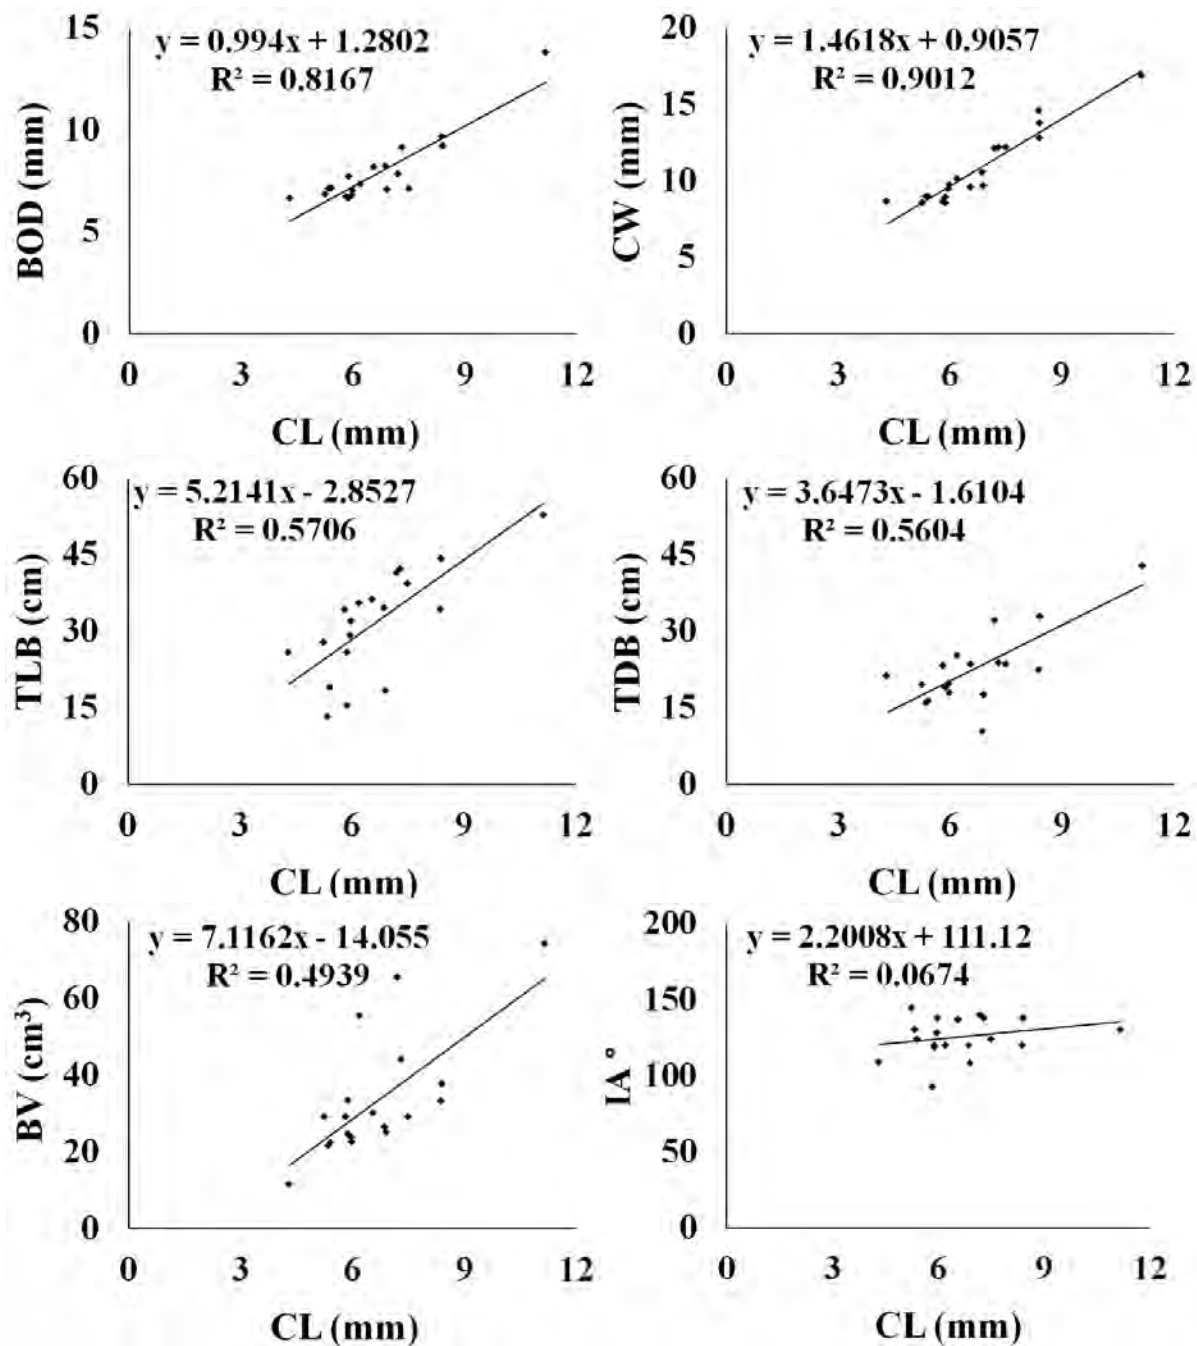 y = 0.994x + 1.2802
R² = 0.8167
15
10
5
0
BOD (mm)
0 3 6 9 12
CL (mm)
y = 1.4618x + 0.9057
R² = 0.9012
20
15
10
5
0
CW (mm)
0 3 6 9 12
CL (mm)
y = 5.2141x - 2.8527
R² = 0.5706
60
45
30
15
0
TLB (cm)
0 3 6 9 12
CL (mm)
y = 3.6473x - 1.6104
R² = 0.5604
60
45
30
15
0
TDB (cm)
0 3 6 9 12
CL (mm)
y = 7.1162x - 14.055
R² = 0.4939
80
60
40
20
0
BV (cm³)
0 3 6 9 12
CL (mm)
y = 2.2008x + 111.12
R² = 0.0674
200
150
100
50
0
IA °
0 3 6 9 12
CL (mm)